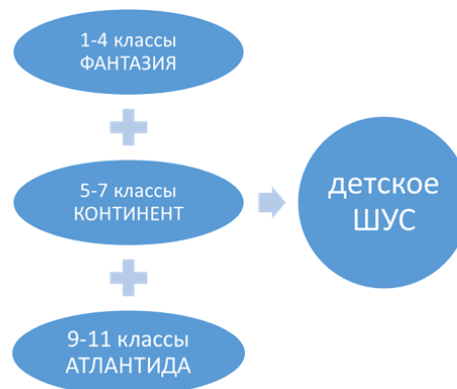 1-4 классы
ФАНТАЗИЯ
5-7 классы
КОНТИНЕНТ
9-11 классы
АТЛАНТИДА
детское
ШУС